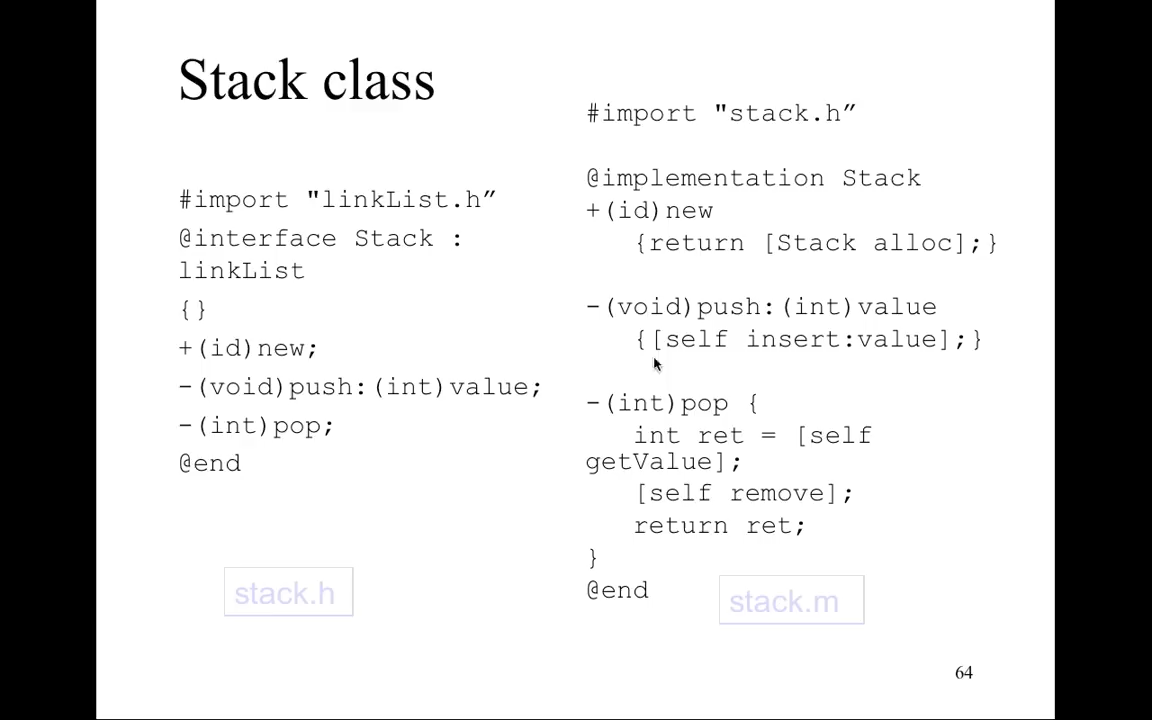 Stack class
#import "linkList.h”
@interface Stack :
linkList
{}
+(id)new;
-(void)push:(int)value;
-(int)pop;
@end
stack.h
#import "stack.h”
@implementation Stack
+(id)new
{return [Stack alloc];}
-(void)push:(int)value
{[self insert:value];}
-(int)pop {
int ret = [self
getValue];
[self remove];
return ret;
}
@end
stack.m
64